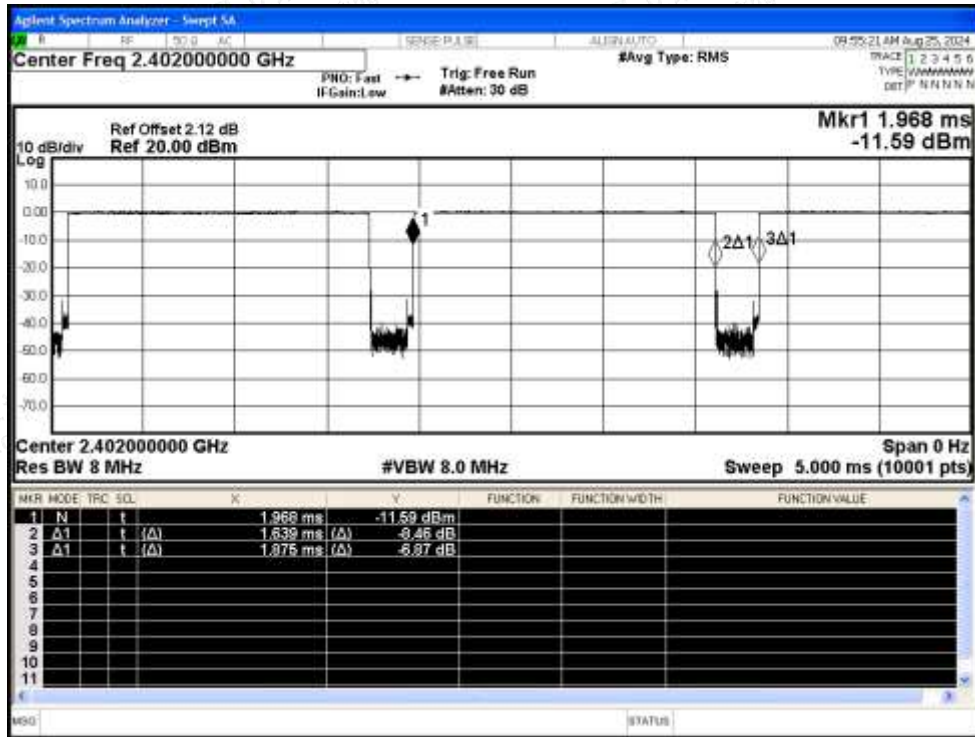 Agilent Spectrum Analyzer - Swept SA
R RF 50 Ω AC SENSE:PULSE ALIGNAUTO 09:55:21 AM Aug 25, 2024
Center Freq 2.402000000 GHz #Avg Type: RMS TRACE 1 2 3 4 5 6
PNO: Fast Trig: Free Run TYPE WWWWWW
IFGain:Low #Atten: 30 dB DET P N N N N N
Mkr1 1.968 ms
-11.59 dBm
Ref Offset 2.12 dB
10 dB/div Ref 20.00 dBm
Log
10.0
0.00
1
-10.0
2Δ1 3Δ1
-20.0
-30.0
-40.0
-50.0
-60.0
-70.0
Center 2.402000000 GHz Span 0 Hz
Res BW 8 MHz #VBW 8.0 MHz Sweep 5.000 ms (10001 pts)
MKR MODE TRC SCL X Y FUNCTION FUNCTION WIDTH FUNCTION VALUE
1 N t 1.968 ms -11.59 dBm
2 Δ1 t (Δ) 1.639 ms (Δ) -8.46 dB
3 Δ1 t (Δ) 1.875 ms (Δ) -6.87 dB
4
5
6
7
8
9
10
11
MSG STATUS